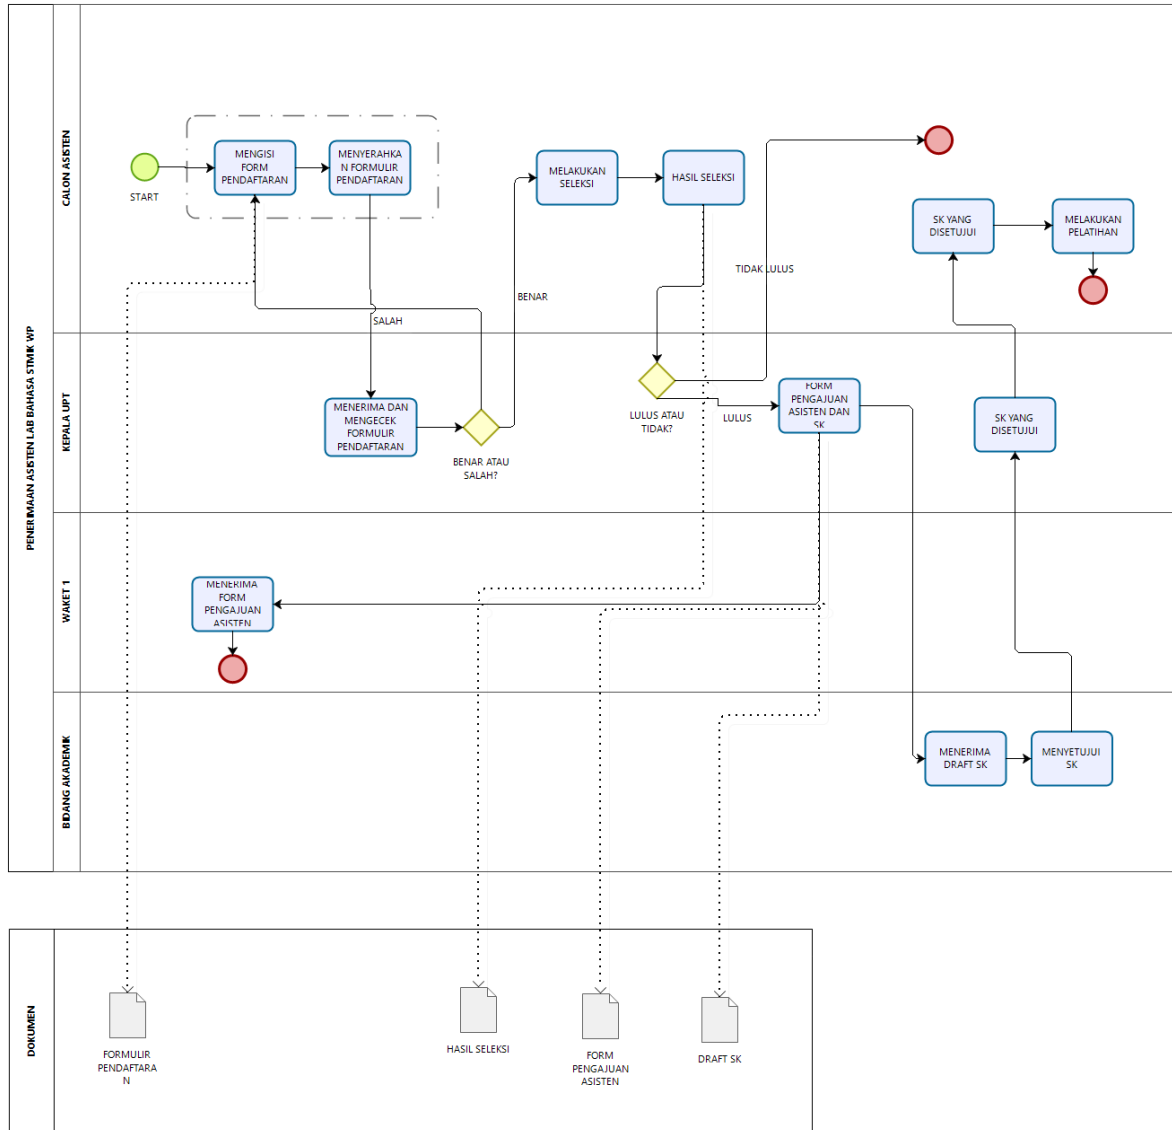 PENERIMAAN ASISTEN LAB BAHASA STMIK WP
CALON ASISTEN
START
MENGISI
FORM
PENDAFTARAN
MENYERAHKA
N FORMULIR
PENDAFTARAN
MELAKUKAN
SELEKSI
HASIL SELEKSI
SK YANG
DISETUJUI
MELAKUKAN
PELATIHAN
TIDAK LULUS
BENAR
SALAH
KEPALA UPT
MENERIMA DAN
MENGECEK
FORMULIR
PENDAFTARAN
BENAR ATAU
SALAH?
LULUS ATAU
TIDAK?
LULUS
FORM
PENGAJUAN
ASISTEN DAN
SK
SK YANG
DISETUJUI
WAKET 1
MENERIMA
FORM
PENGAJUAN
ASISTEN
BIDANG AKADEMIK
MENERIMA
DRAFT SK
MENYETUJUI
SK
DOKUMEN
FORMULIR
PENDAFTARA
N
HASIL SELEKSI
FORM
PENGAJUAN
ASISTEN
DRAFT SK